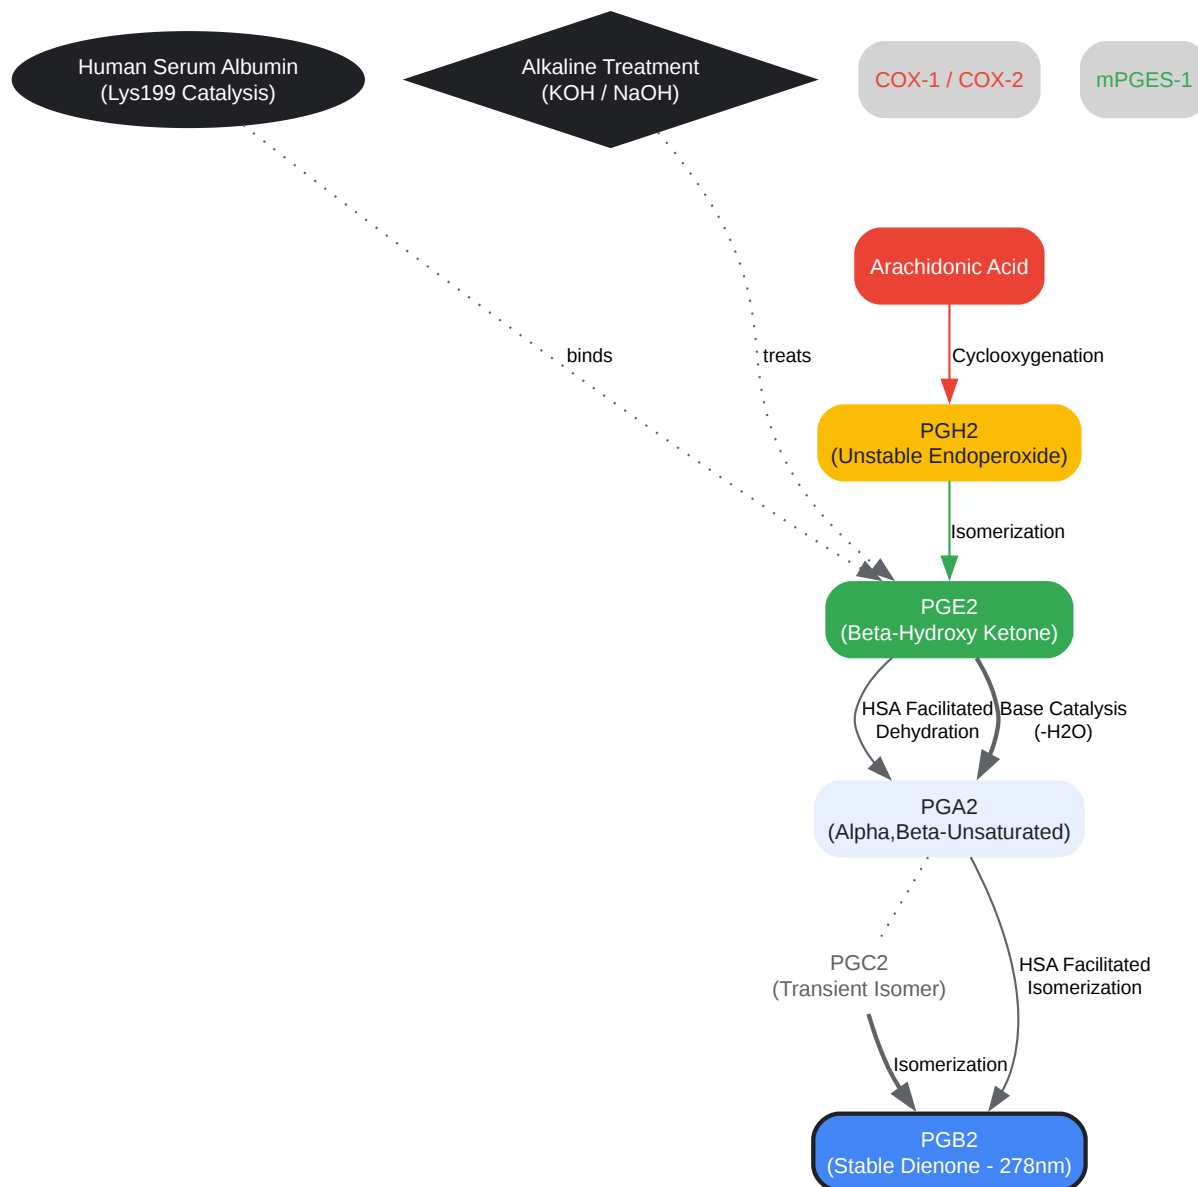 Human Serum Albumin
(Lys199 Catalysis)
Alkaline Treatment
(KOH / NaOH)
COX-1 / COX-2
mPGES-1
Arachidonic Acid
binds
treats
Cyclooxygenation
PGH2
(Unstable Endoperoxide)
Isomerization
PGE2
(Beta-Hydroxy Ketone)
HSA Facilitated
Dehydration
Base Catalysis
(-H2O)
PGA2
(Alpha,Beta-Unsaturated)
PGC2
(Transient Isomer)
HSA Facilitated
Isomerization
Isomerization
PGB2
(Stable Dienone - 278nm)